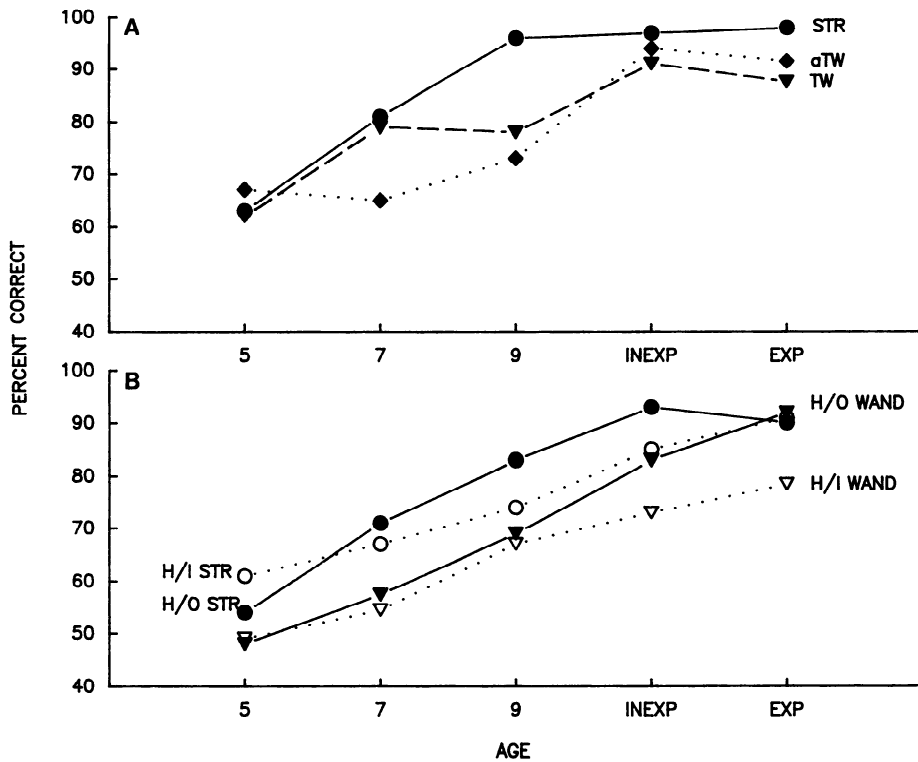 A
100
90
80
70
60
50
40
STR
aTW
TW
5 7 9 INEXP EXP
PERCENT CORRECT
B
100
90
80
70
60
50
40
H/O WAND
H/I WAND
H/I STR
H/O STR
5 7 9 INEXP EXP
AGE